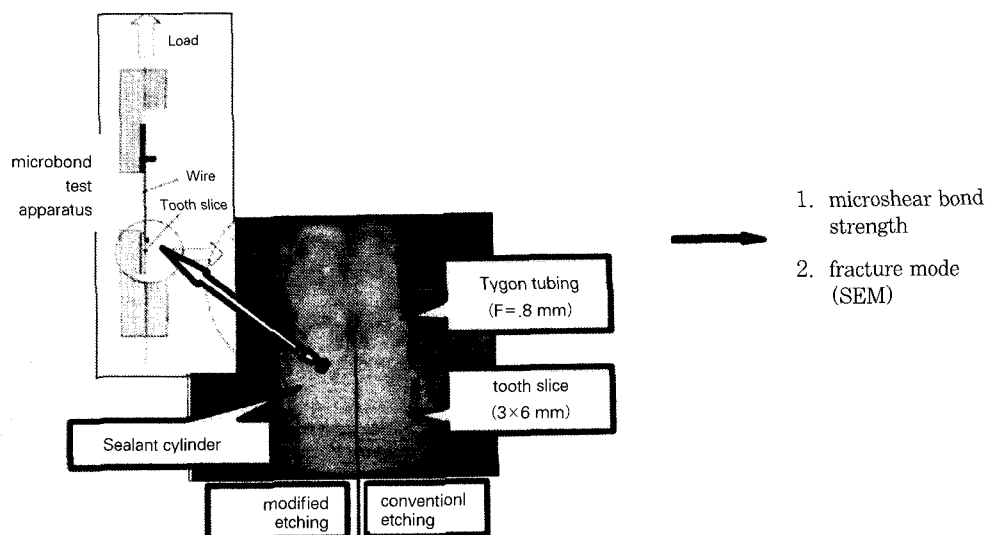 Load
microbond
test
apparatus
Wire
Tooth slice
Tygon tubing
(F=.8 mm)
tooth slice
(3×6 mm)
Sealant cylinder
modified
etching
conventionl
etching
1. microshear bond
strength
2. fracture mode
(SEM)